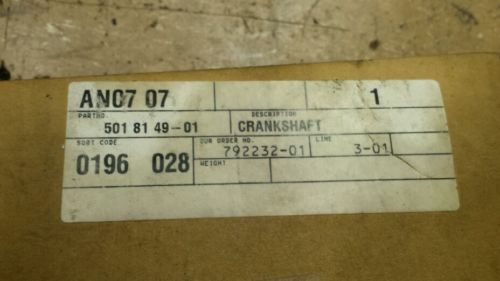 AN07 07 1
PARTNO. DESCRIPTION
501 81 49-01 CRANKSHAFT
SORT CODE OUR ORDER NO. LINE
0196 028 792232-01 3-01
WEIGHT